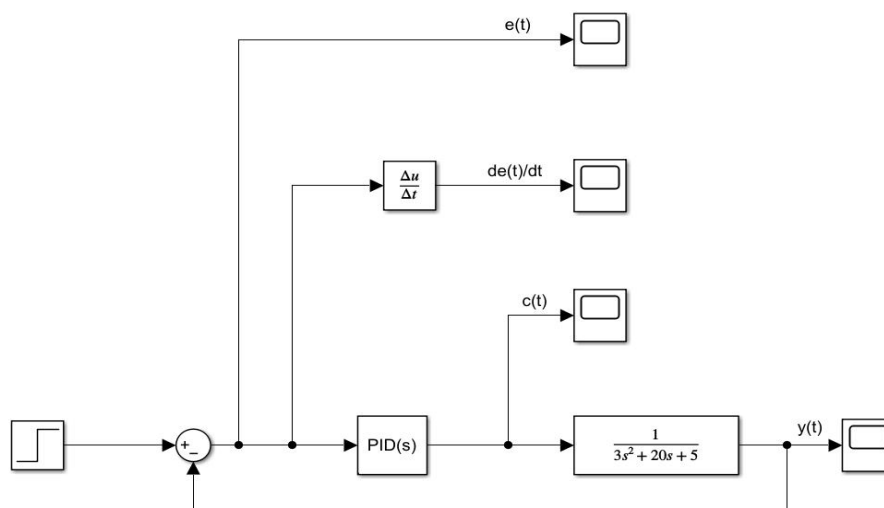 e(t)
Δu
Δt
de(t)/dt
c(t)
+
−
PID(s)
1
3s² + 20s + 5
y(t)